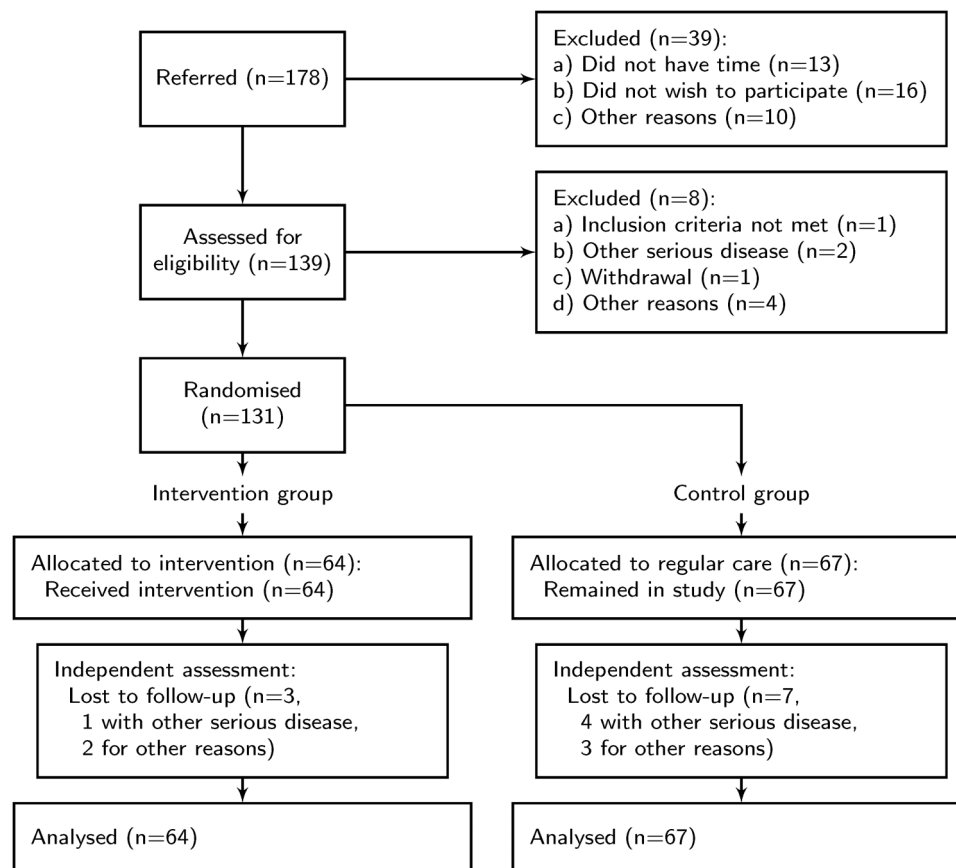 Referred (n=178)
Excluded (n=39):
a) Did not have time (n=13)
b) Did not wish to participate (n=16)
c) Other reasons (n=10)
Assessed for
eligibility (n=139)
Excluded (n=8):
a) Inclusion criteria not met (n=1)
b) Other serious disease (n=2)
c) Withdrawal (n=1)
d) Other reasons (n=4)
Randomised
(n=131)
Intervention group
Control group
Allocated to intervention (n=64):
Received intervention (n=64)
Allocated to regular care (n=67):
Remained in study (n=67)
Independent assessment:
Lost to follow-up (n=3,
1 with other serious disease,
2 for other reasons)
Independent assessment:
Lost to follow-up (n=7,
4 with other serious disease,
3 for other reasons)
Analysed (n=64)
Analysed (n=67)